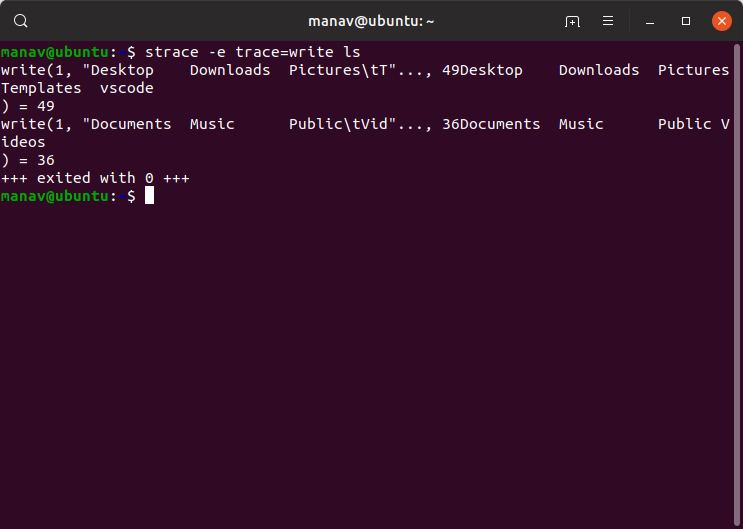 manav@ubuntu: ~
manav@ubuntu:~$ strace -e trace=write ls
write(1, "Desktop    Downloads  Pictures\tT"..., 49Desktop    Downloads  Pictures
Templates  vscode
) = 49
write(1, "Documents  Music      Public\tVid"..., 36Documents  Music      Public V
ideos
) = 36
+++ exited with 0 +++
manav@ubuntu:~$